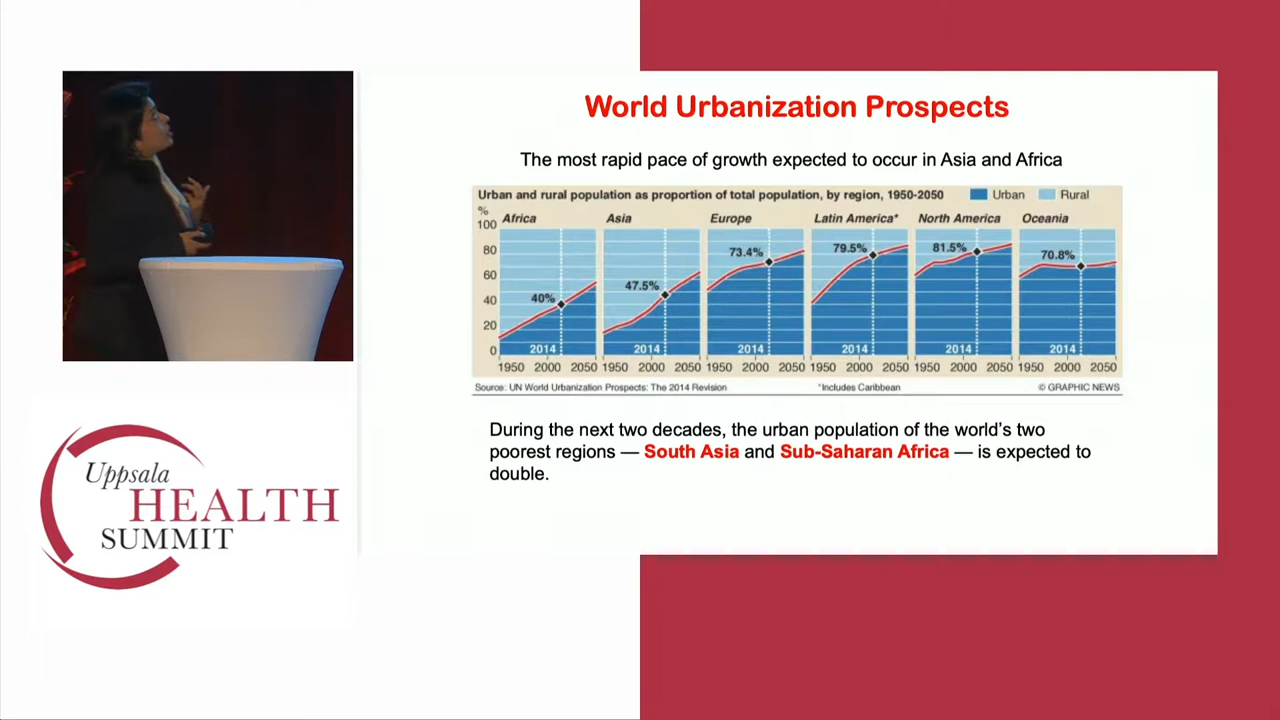 World Urbanization Prospects
The most rapid pace of growth expected to occur in Asia and Africa
Urban and rural population as proportion of total population, by region, 1950-2050 Urban Rural
%
Africa Asia Europe Latin America* North America Oceania
100
80
60
40
20
0
40% 47.5% 73.4% 79.5% 81.5% 70.8%
2014 2014 2014 2014 2014 2014
1950 2000 2050 1950 2000 2050 1950 2000 2050 1950 2000 2050 1950 2000 2050 1950 2000 2050
Source: UN World Urbanization Prospects: The 2014 Revision *Includes Caribbean © GRAPHIC NEWS
During the next two decades, the urban population of the world's two
poorest regions — South Asia and Sub-Saharan Africa — is expected to
double.
Uppsala
HEALTH
SUMMIT